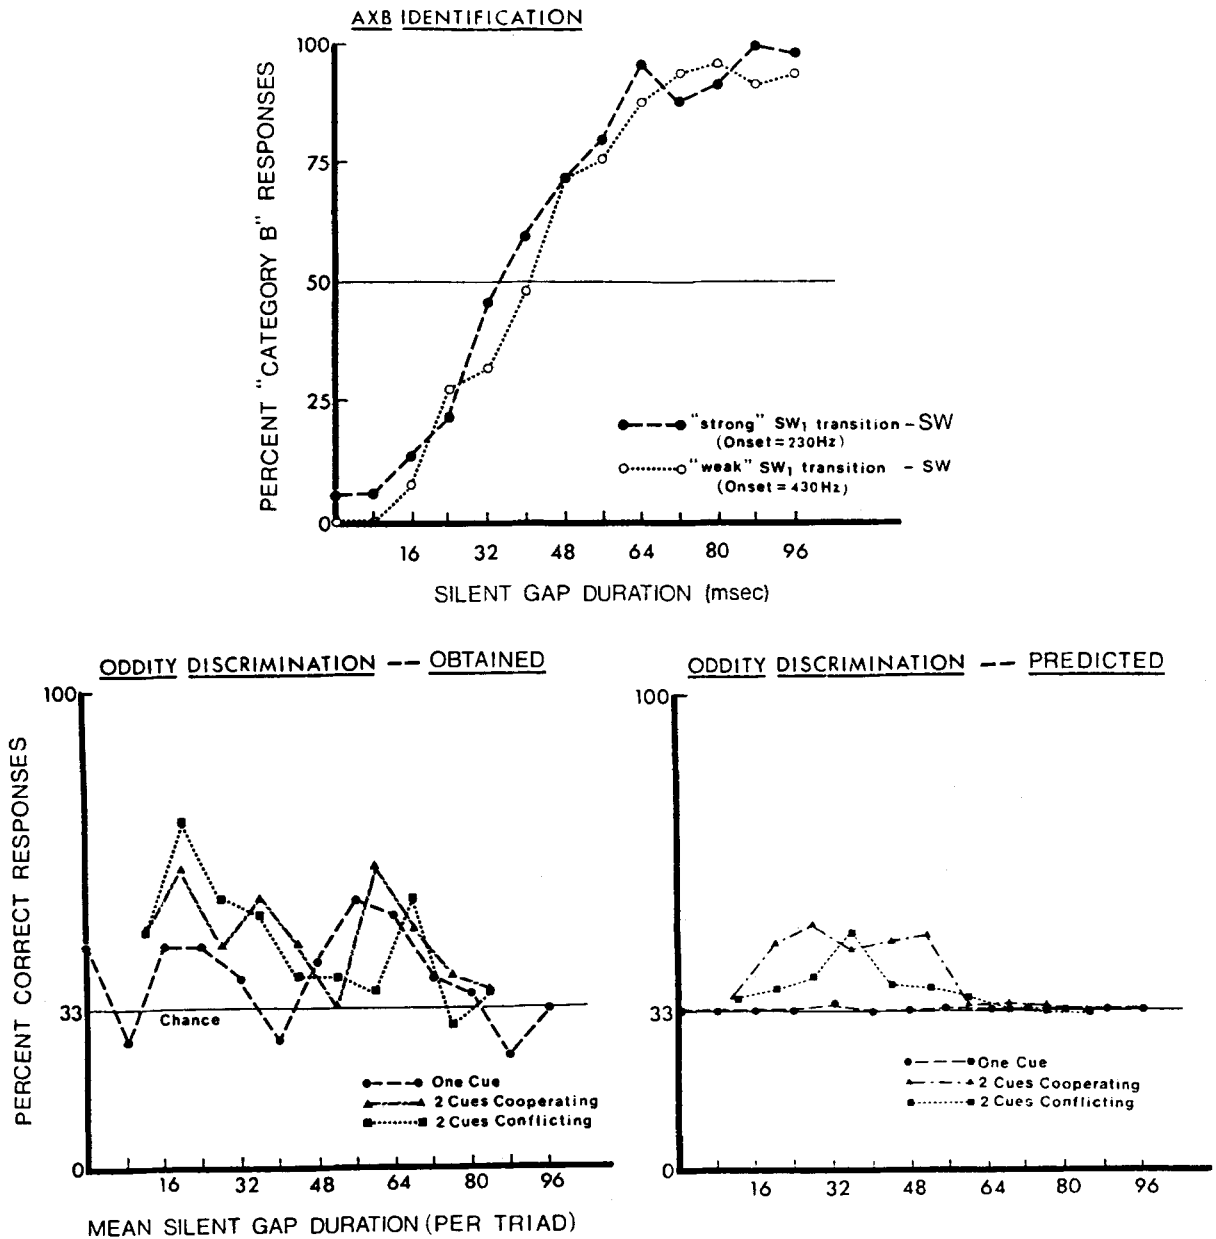 AXB IDENTIFICATION
100
75
50
25
0
PERCENT "CATEGORY B" RESPONSES
"strong" SW1 transition – SW
(Onset = 230Hz)
"weak" SW1 transition – SW
(Onset = 430Hz)
16 32 48 64 80 96
SILENT GAP DURATION (msec)
ODDITY DISCRIMINATION –– OBTAINED
100
33
0
PERCENT CORRECT RESPONSES
Chance
One Cue
2 Cues Cooperating
2 Cues Conflicting
16 32 48 64 80 96
MEAN SILENT GAP DURATION (PER TRIAD)
ODDITY DISCRIMINATION –– PREDICTED
100
33
0
One Cue
2 Cues Cooperating
2 Cues Conflicting
16 32 48 64 80 96